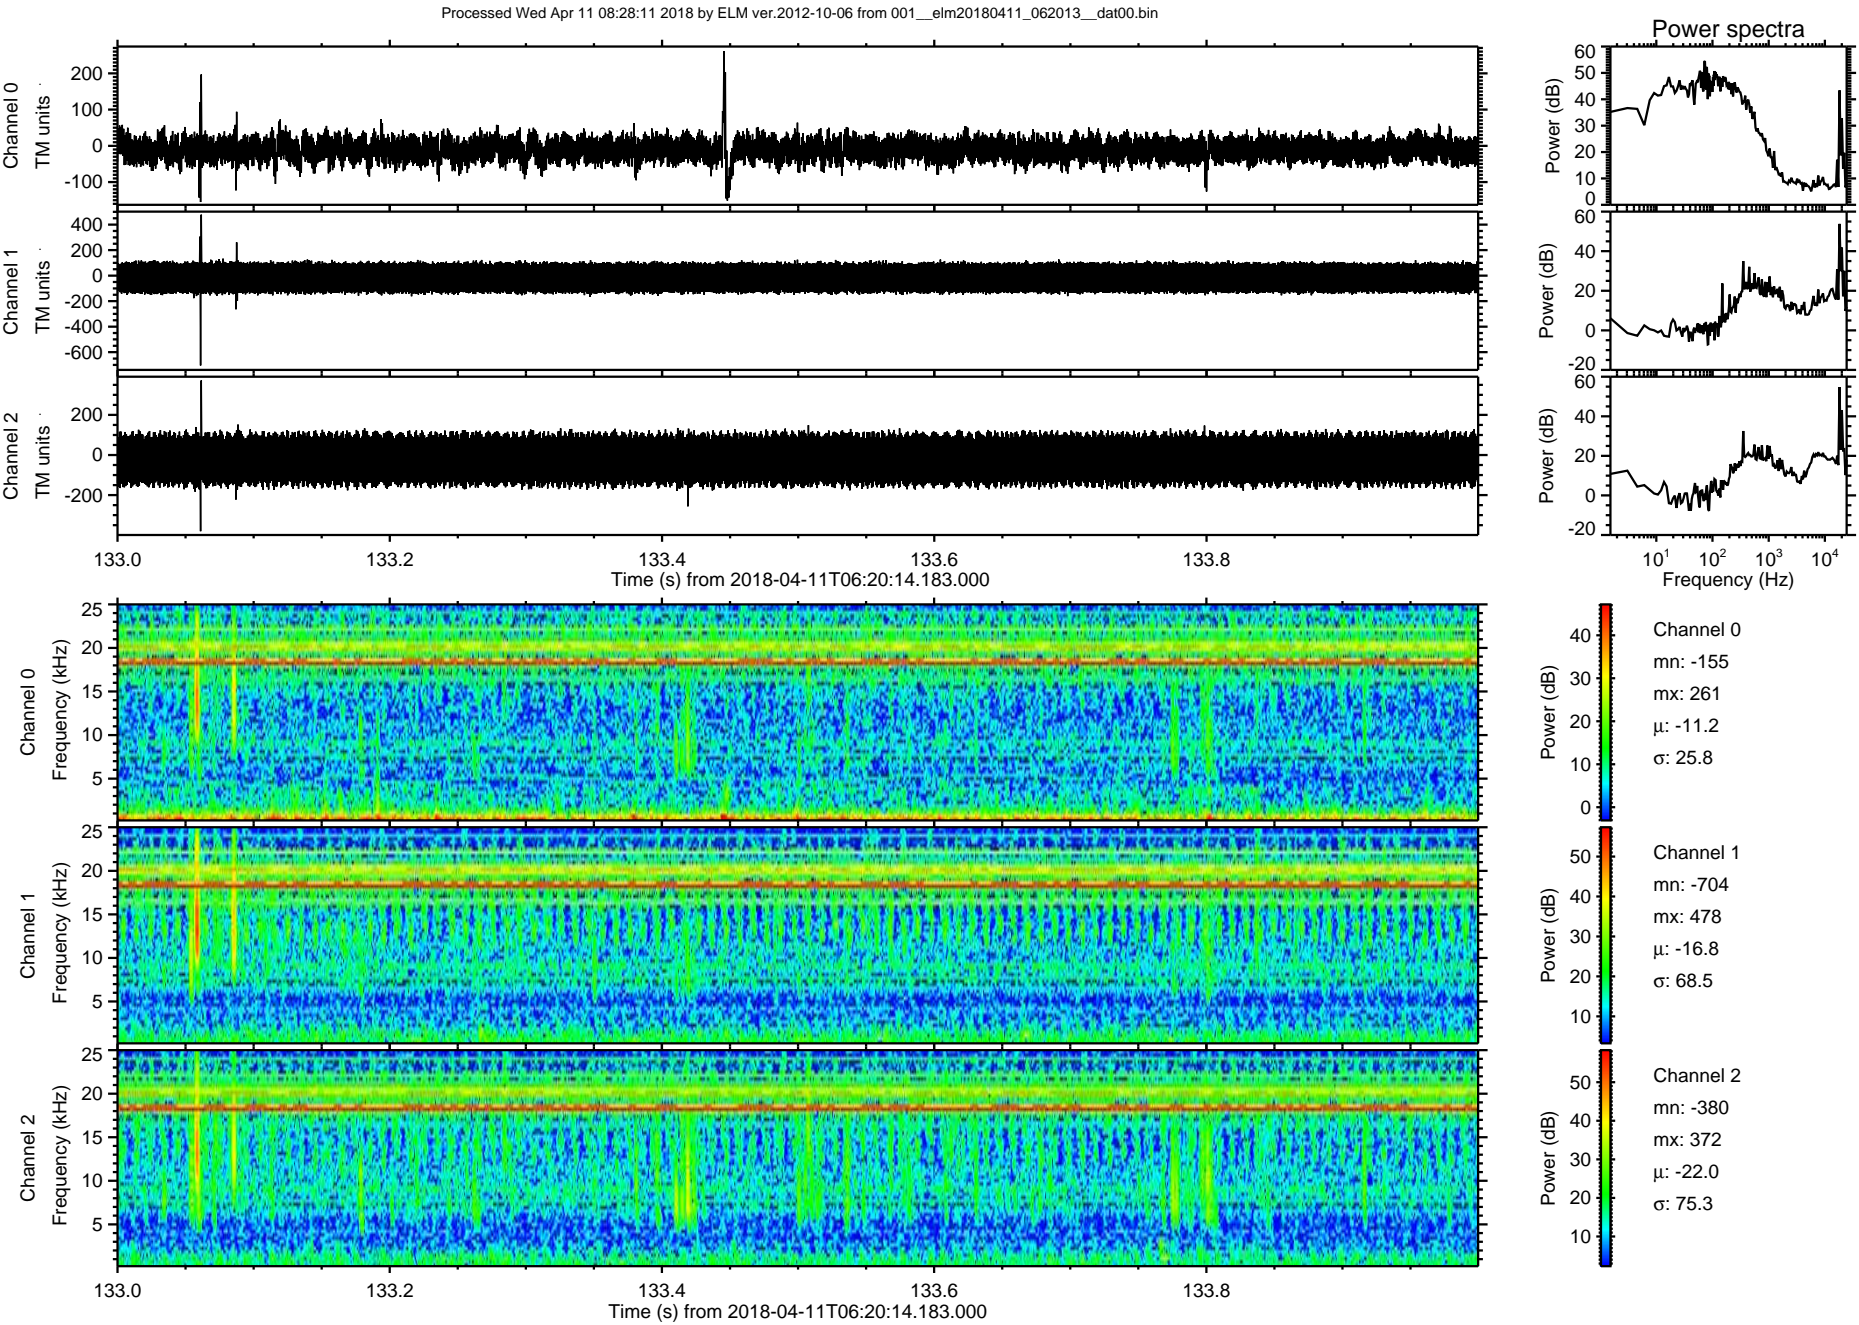 Processed Wed Apr 11 08:28:11 2018 by ELM ver.2012-10-06 from 001__elm20180411_062013__dat00.bin
Power spectra
Channel 0
TM units
200
100
0
-100
Power (dB)
60
50
40
30
20
10
0
Channel 1
TM units
400
200
0
-200
-400
-600
Power (dB)
60
40
20
0
-20
Channel 2
TM units
200
0
-200
Power (dB)
60
40
20
0
-20
133.0 133.2 133.4 133.6 133.8
Time (s) from 2018-04-11T06:20:14.183.000
10¹ 10² 10³ 10⁴
Frequency (Hz)
Channel 0
Frequency (kHz)
25
20
15
10
5
Power (dB)
40
30
20
10
0
Channel 0
mn: -155
mx: 261
μ: -11.2
σ: 25.8
Channel 1
Frequency (kHz)
25
20
15
10
5
Power (dB)
50
40
30
20
10
Channel 1
mn: -704
mx: 478
μ: -16.8
σ: 68.5
Channel 2
Frequency (kHz)
25
20
15
10
5
Power (dB)
50
40
30
20
10
Channel 2
mn: -380
mx: 372
μ: -22.0
σ: 75.3
133.0 133.2 133.4 133.6 133.8
Time (s) from 2018-04-11T06:20:14.183.000